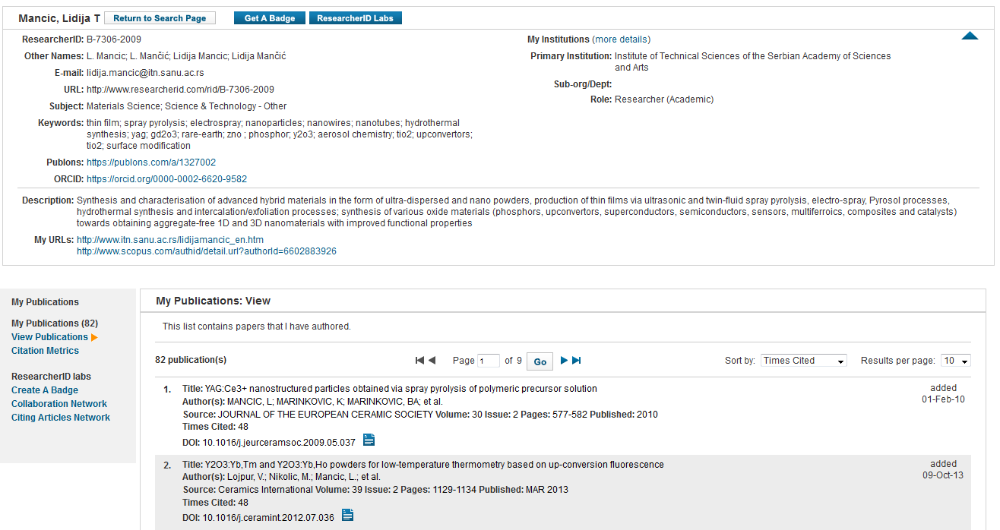 Mancic, Lidija T Return to Search Page Get A Badge ResearcherID Labs
ResearcherID: B-7306-2009
Other Names: L. Mancic; L. Mančić; Lidija Mancic; Lidija Mančić
E-mail: lidija.mancic@itn.sanu.ac.rs
URL: http://www.researcherid.com/rid/B-7306-2009
Subject: Materials Science; Science & Technology - Other
Keywords: thin film; spray pyrolysis; electrospray; nanoparticles; nanowires; nanotubes; hydrothermal
synthesis; yag; gd2o3; rare-earth; zno ; phosphor; y2o3; aerosol chemistry; tio2; upconvertors;
tio2; surface modification
Publons: https://publons.com/a/1327002
ORCID: https://orcid.org/0000-0002-6620-9582
My Institutions (more details)
Primary Institution: Institute of Technical Sciences of the Serbian Academy of Sciences
and Arts
Sub-org/Dept:
Role: Researcher (Academic)
Description: Synthesis and characterisation of advanced hybrid materials in the form of ultra-dispersed and nano powders, production of thin films via ultrasonic and twin-fluid spray pyrolysis, electro-spray, Pyrosol processes,
hydrothermal synthesis and intercalation/exfoliation processes; synthesis of various oxide materials (phosphors, upconvertors, superconductors, semiconductors, sensors, multiferroics, composites and catalysts)
towards obtaining aggregate-free 1D and 3D nanomaterials with improved functional properties
My URLs: http://www.itn.sanu.ac.rs/lidijamancic_en.htm
http://www.scopus.com/authid/detail.url?authorId=6602883926
My Publications
My Publications (82)
View Publications
Citation Metrics
ResearcherID labs
Create A Badge
Collaboration Network
Citing Articles Network
My Publications: View
This list contains papers that I have authored.
82 publication(s) Page 1 of 9 Go Sort by: Times Cited Results per page: 10
1. Title: YAG:Ce3+ nanostructured particles obtained via spray pyrolysis of polymeric precursor solution
Author(s): MANCIC, L; MARINKOVIC, K; MARINKOVIC, BA; et al.
Source: JOURNAL OF THE EUROPEAN CERAMIC SOCIETY Volume: 30 Issue: 2 Pages: 577-582 Published: 2010
Times Cited: 48
DOI: 10.1016/j.jeurceramsoc.2009.05.037
added
01-Feb-10
2. Title: Y2O3:Yb,Tm and Y2O3:Yb,Ho powders for low-temperature thermometry based on up-conversion fluorescence
Author(s): Lojpur, V.; Nikolic, M.; Mancic, L.; et al.
Source: Ceramics International Volume: 39 Issue: 2 Pages: 1129-1134 Published: MAR 2013
Times Cited: 48
DOI: 10.1016/j.ceramint.2012.07.036
added
09-Oct-13